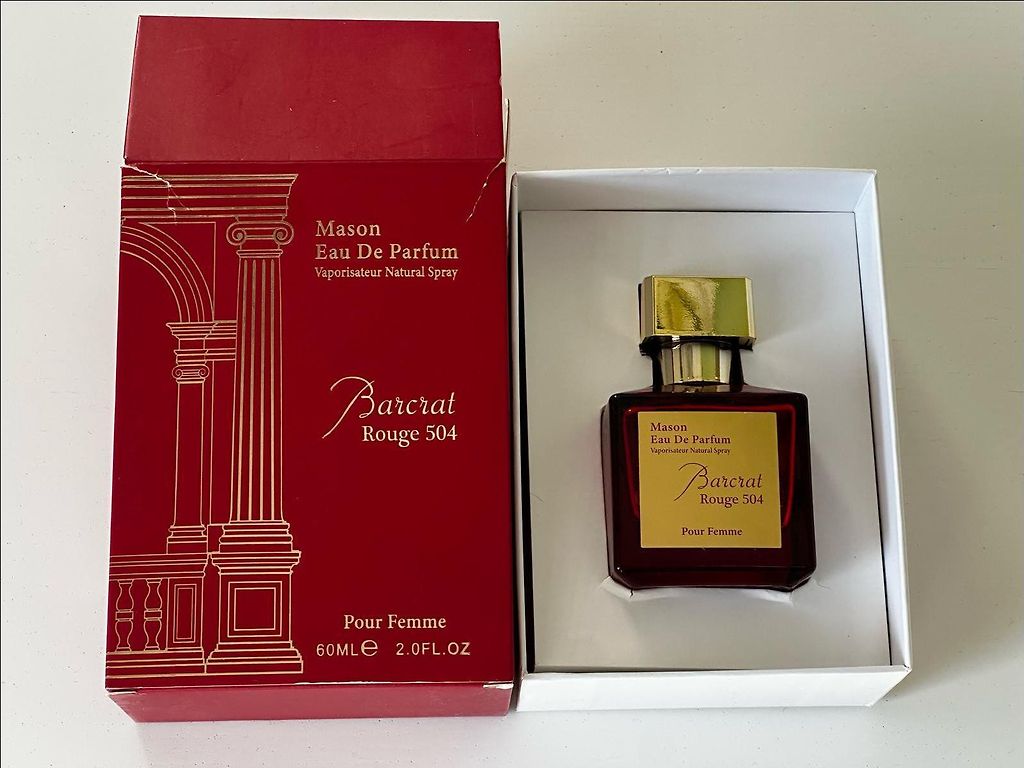 Mason
Eau De Parfum
Vaporisateur Natural Spray
Barcrat
Rouge 504
Pour Femme
60ML℮ 2.0FL.OZ
Mason
Eau De Parfum
Vaporisateur Natural Spray
Barcrat
Rouge 504
Pour Femme